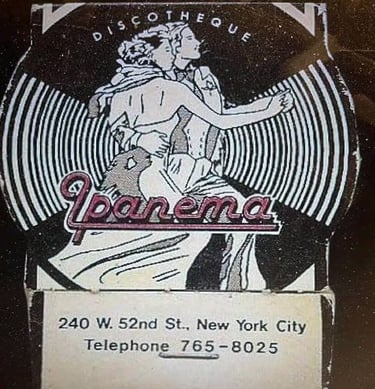 DISCOTHEQUE
Ipanema
240 W. 52nd St., New York City
Telephone 765-8025